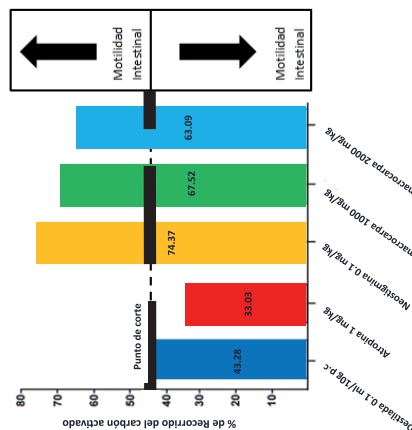 Motilidad
Intestinal
Motilidad
Intestinal
% de Recorrido del carbón activado
80
70
60
50
40
30
20
10
Punto de corte
43.28
33.03
74.37
67.52
63.09
Destilada 0.1 ml/10g p.c
Atropina 1 mg/kg
Neostigmina 0.1 mg/kg
macrocarpa 1000 mg/kg
macrocarpa 2000 mg/kg